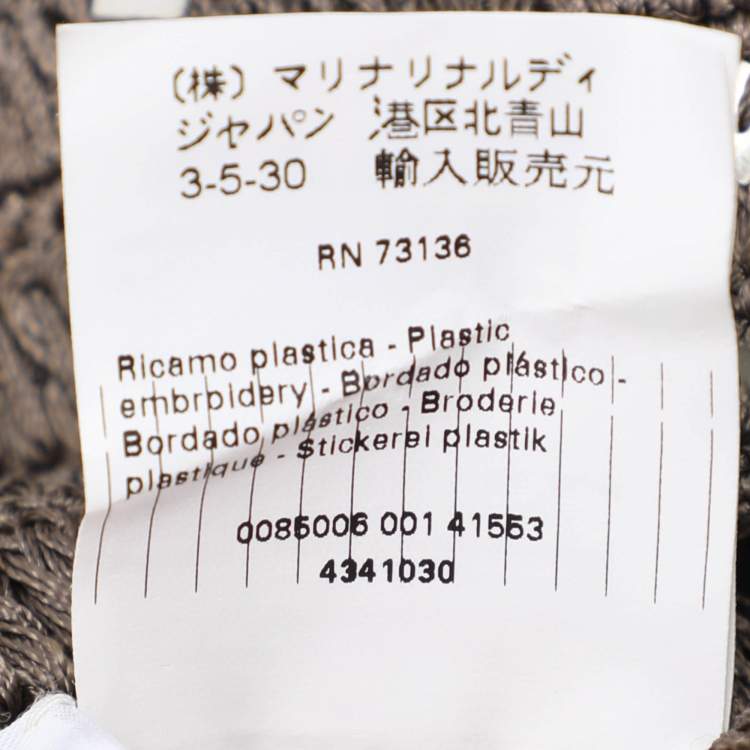 （株）マリナリナルディ
ジャパン 港区北青山
3-5-30 輸入販売元
RN 73136
Ricamo plastica - Plastic
embroidery - Bordado plástico -
Bordado plástico - Broderie
plastique - Stickerei plastik
0085006 001 41553
4341030